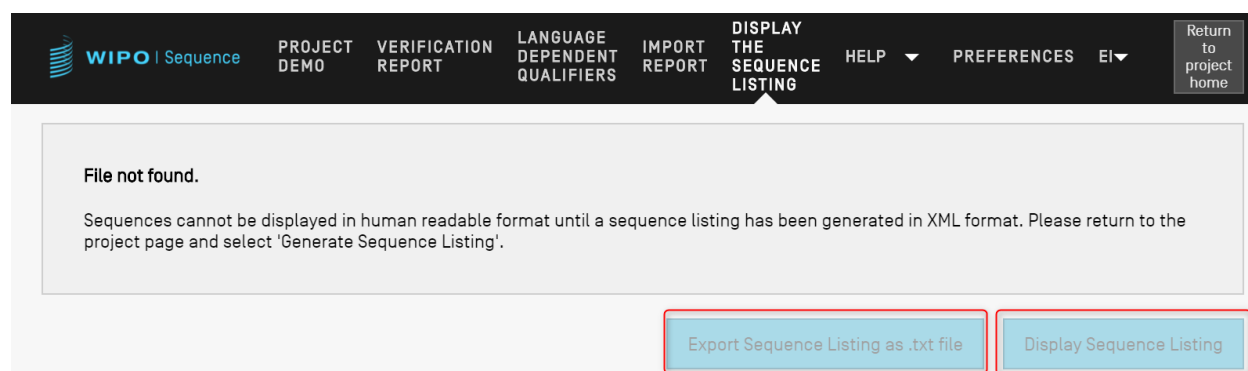 WIPO | Sequence
PROJECT DEMO
VERIFICATION REPORT
LANGUAGE DEPENDENT QUALIFIERS
IMPORT REPORT
DISPLAY THE SEQUENCE LISTING
HELP
PREFERENCES
EI
Return to project home
File not found.
Sequences cannot be displayed in human readable format until a sequence listing has been generated in XML format. Please return to the
project page and select 'Generate Sequence Listing'.
Export Sequence Listing as .txt file
Display Sequence Listing